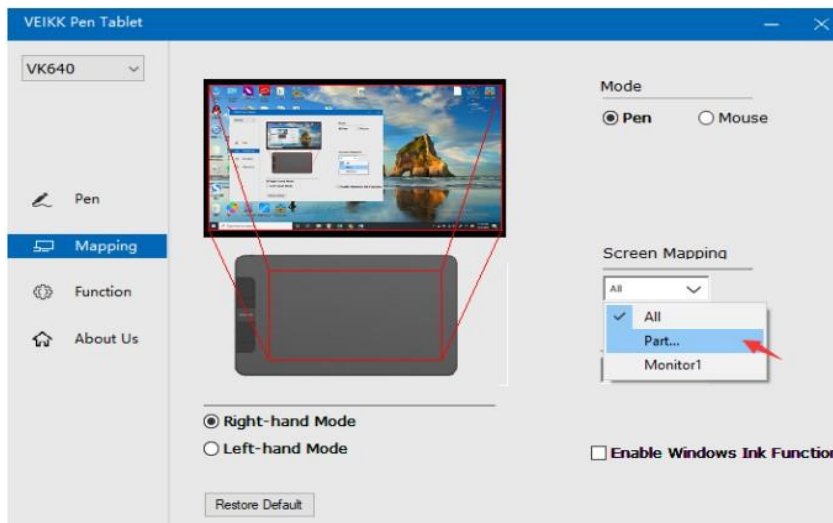 VEIKK Pen Tablet
VK640
Pen
Mapping
Function
About Us
Right-hand Mode
Left-hand Mode
Restore Default
Mode
Pen
Mouse
Screen Mapping
All
All
Part...
Monitor1
Enable Windows Ink Function